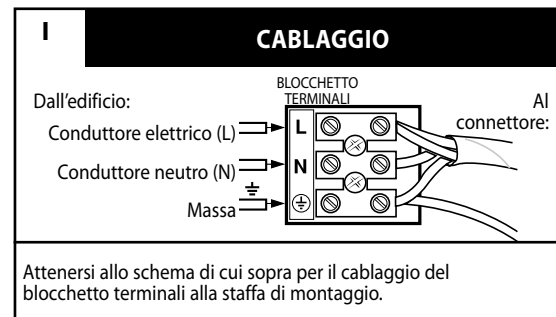 I
CABLAGGIO
BLOCCHETTO
TERMINALI
Dall'edificio:
Al
connettore:
Conduttore elettrico (L)
L
Conduttore neutro (N)
N
Massa
Attenersi allo schema di cui sopra per il cablaggio del
blocchetto terminali alla staffa di montaggio.